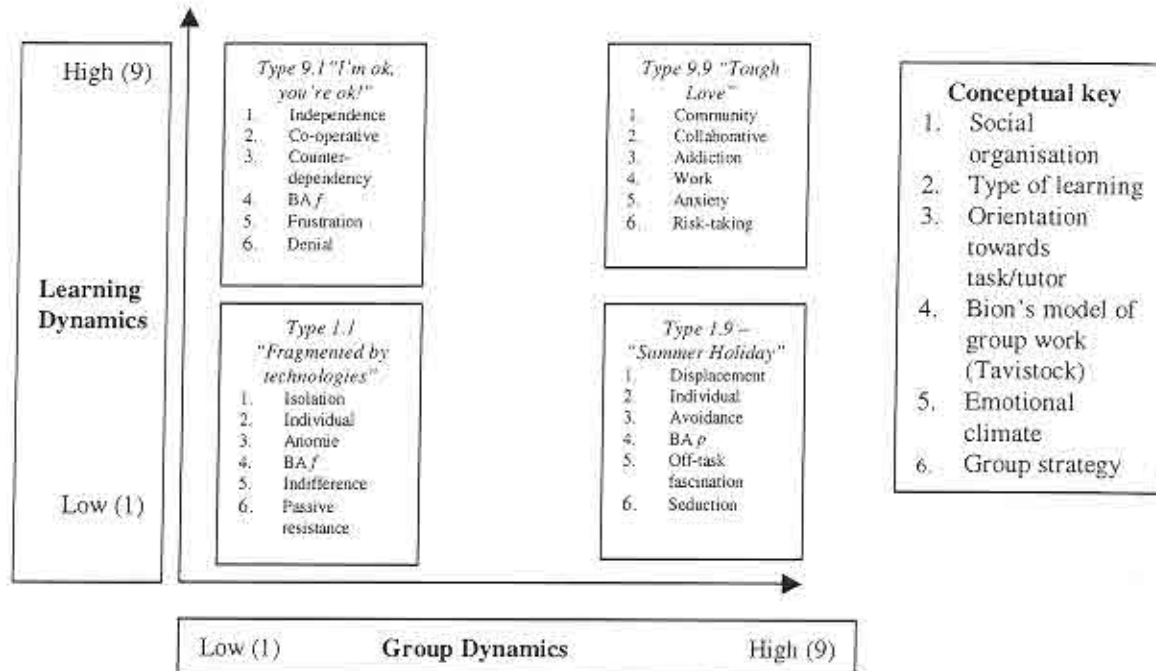 High (9)
Learning
Dynamics
Low (1)
Type 9.1 "I'm ok,
you're ok!"
1. Independence
2. Co-operative
3. Counter-
dependency
4. BA f
5. Frustration
6. Denial
Type 9.9 "Tough
Love"
1. Community
2. Collaborative
3. Addiction
4. Work
5. Anxiety
6. Risk-taking
Type 1.1
"Fragmented by
technologies"
1. Isolation
2. Individual
3. Anomie
4. BA f
5. Indifference
6. Passive
resistance
Type 1.9 –
"Summer Holiday"
1. Displacement
2. Individual
3. Avoidance
4. BA p
5. Off-task
fascination
6. Seduction
Conceptual key
1. Social
organisation
2. Type of learning
3. Orientation
towards
task/tutor
4. Bion's model of
group work
(Tavistock)
5. Emotional
climate
6. Group strategy
Low (1) Group Dynamics High (9)